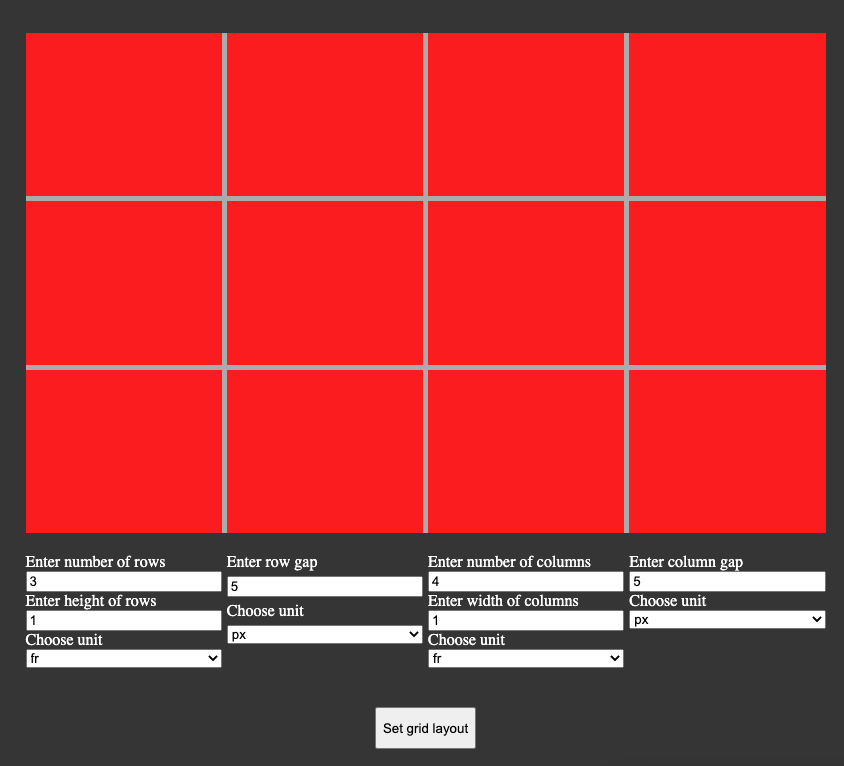 Enter number of rows
3
Enter height of rows
1
Choose unit
fr
Enter row gap
5
Choose unit
px
Enter number of columns
4
Enter width of columns
1
Choose unit
fr
Enter column gap
5
Choose unit
px
Set grid layout